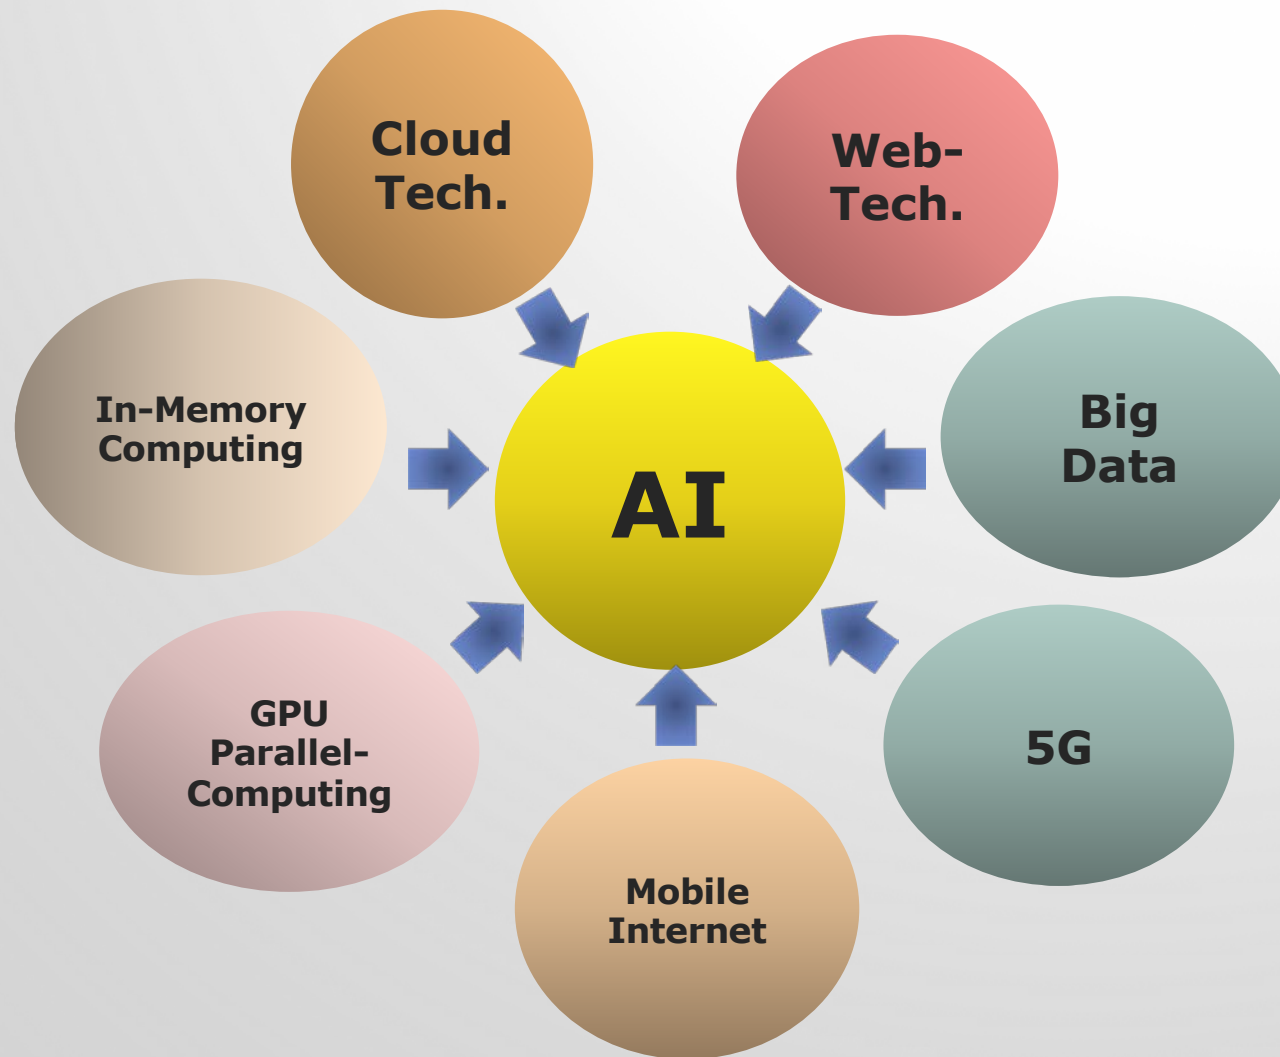 Cloud
Tech.
Web-
Tech.
In-Memory
Computing
Big
Data
AI
GPU
Parallel-
Computing
5G
Mobile
Internet